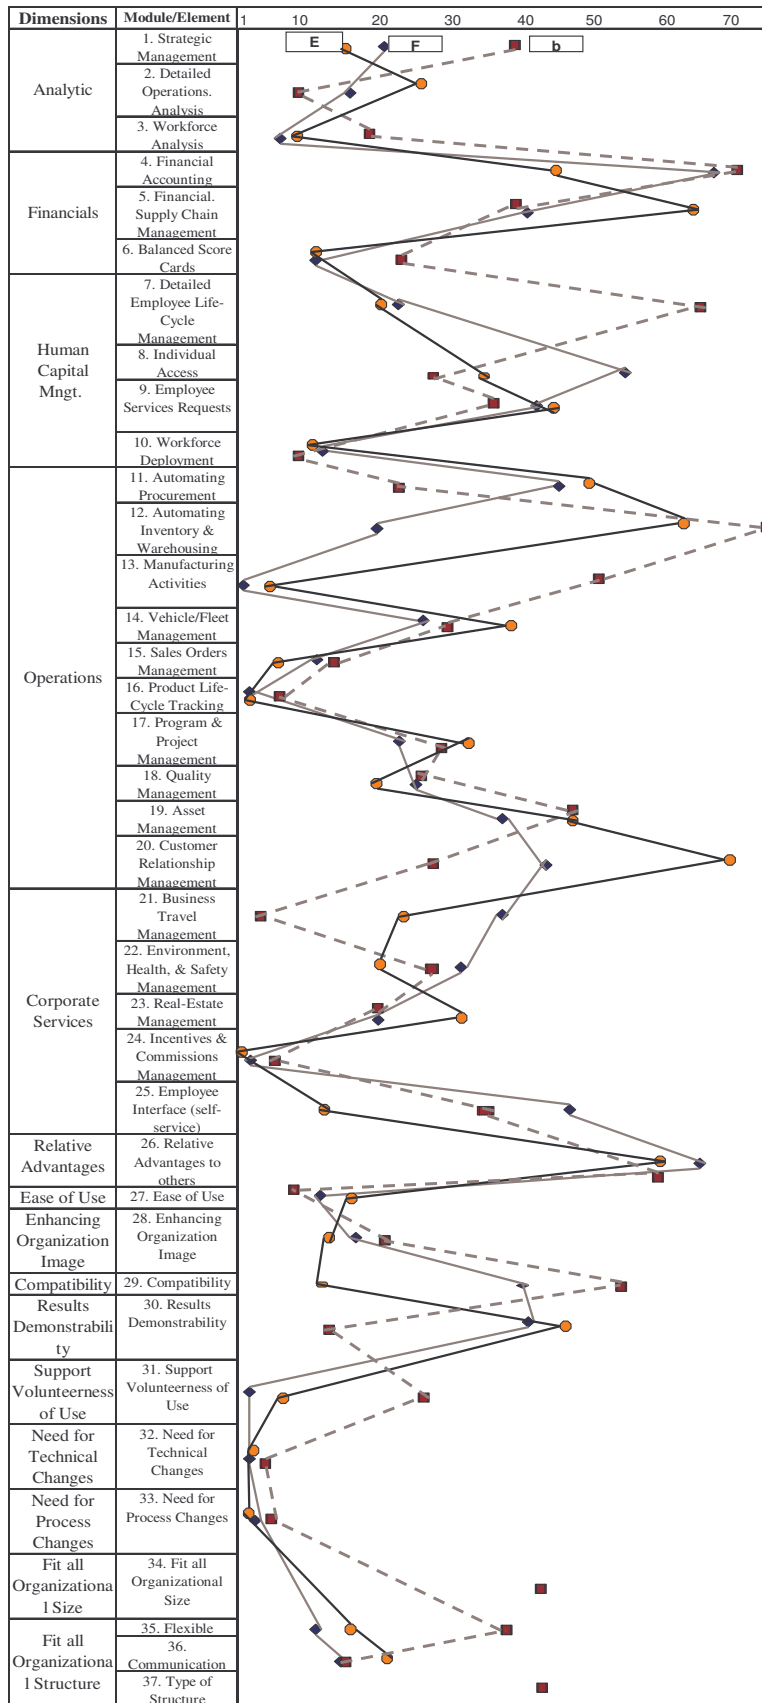 Dimensions Module/Element 1 10 20 30 40 50 60 70
E F b
Analytic
1. Strategic
Management
2. Detailed
Operations.
Analysis
3. Workforce
Analysis
Financials
4. Financial
Accounting
5.
Financial.
Supply Chain
Management
6. Balanced Score
Cards
Human
Capital
Mngt.
7. Detailed
Employee Life-
Cycle
Management
8. Individual
Access
9. Employee
Services Requests
10. Workforce
Deployment
Operations
11. Automating
Procurement
12. Automating
Inventory &
Warehousing
13. Manufacturing
Activities
14. Vehicle/Fleet
Management
15. Sales Orders
Management
16. Product Life-
Cycle Tracking
17. Program &
Project
Management
18. Quality
Management
19. Asset
Management
20. Customer
Relationship
Management
Corporate
Services
21. Business
Travel
Management
22. Environment,
Health, & Safety
Management
23. Real-Estate
Management
24. Incentives &
Commissions
Management
25. Employee
Interface (self-
service)
Relative
Advantages
26. Relative
Advantages to
others
Ease of Use 27. Ease of Use
Enhancing
Organization
Image
28. Enhancing
Organization
Image
Compatibility 29. Compatibility
Results
Demonstrabili
ty
30. Results
Demonstrability
Support
Volunteerness
of Use
31. Support
Volunteerness of
Use
Need for
Technical
Changes
32. Need for
Technical
Changes
Need for
Process
Changes
33. Need for
Process Changes
Fit all
Organizationa
l Size
34. Fit all
Organizational
Size
Fit all
Organizationa
l Structure
35. Flexible
36.
Communication
37. Type of
Structure